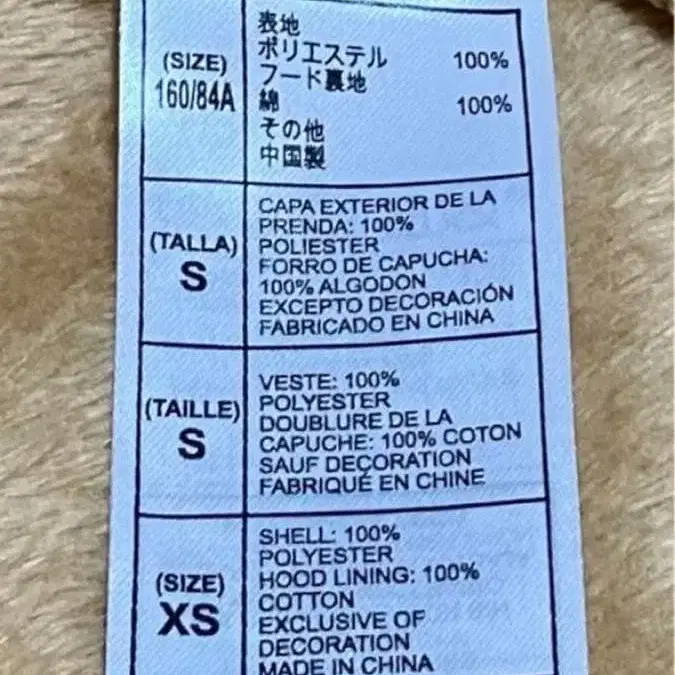 (SIZE)
160/84A
表地
ポリエステル 100%
フード裏地
綿 100%
その他
中国製
(TALLA)
S
CAPA EXTERIOR DE LA
PRENDA: 100%
POLIESTER
FORRO DE CAPUCHA:
100% ALGODON
EXCEPTO DECORACIÓN
FABRICADO EN CHINA
(TAILLE)
S
VESTE: 100%
POLYESTER
DOUBLURE DE LA
CAPUCHE: 100% COTON
SAUF DECORATION
FABRIQUÉ EN CHINE
(SIZE)
XS
SHELL: 100%
POLYESTER
HOOD LINING: 100%
COTTON
EXCLUSIVE OF
DECORATION
MADE IN CHINA